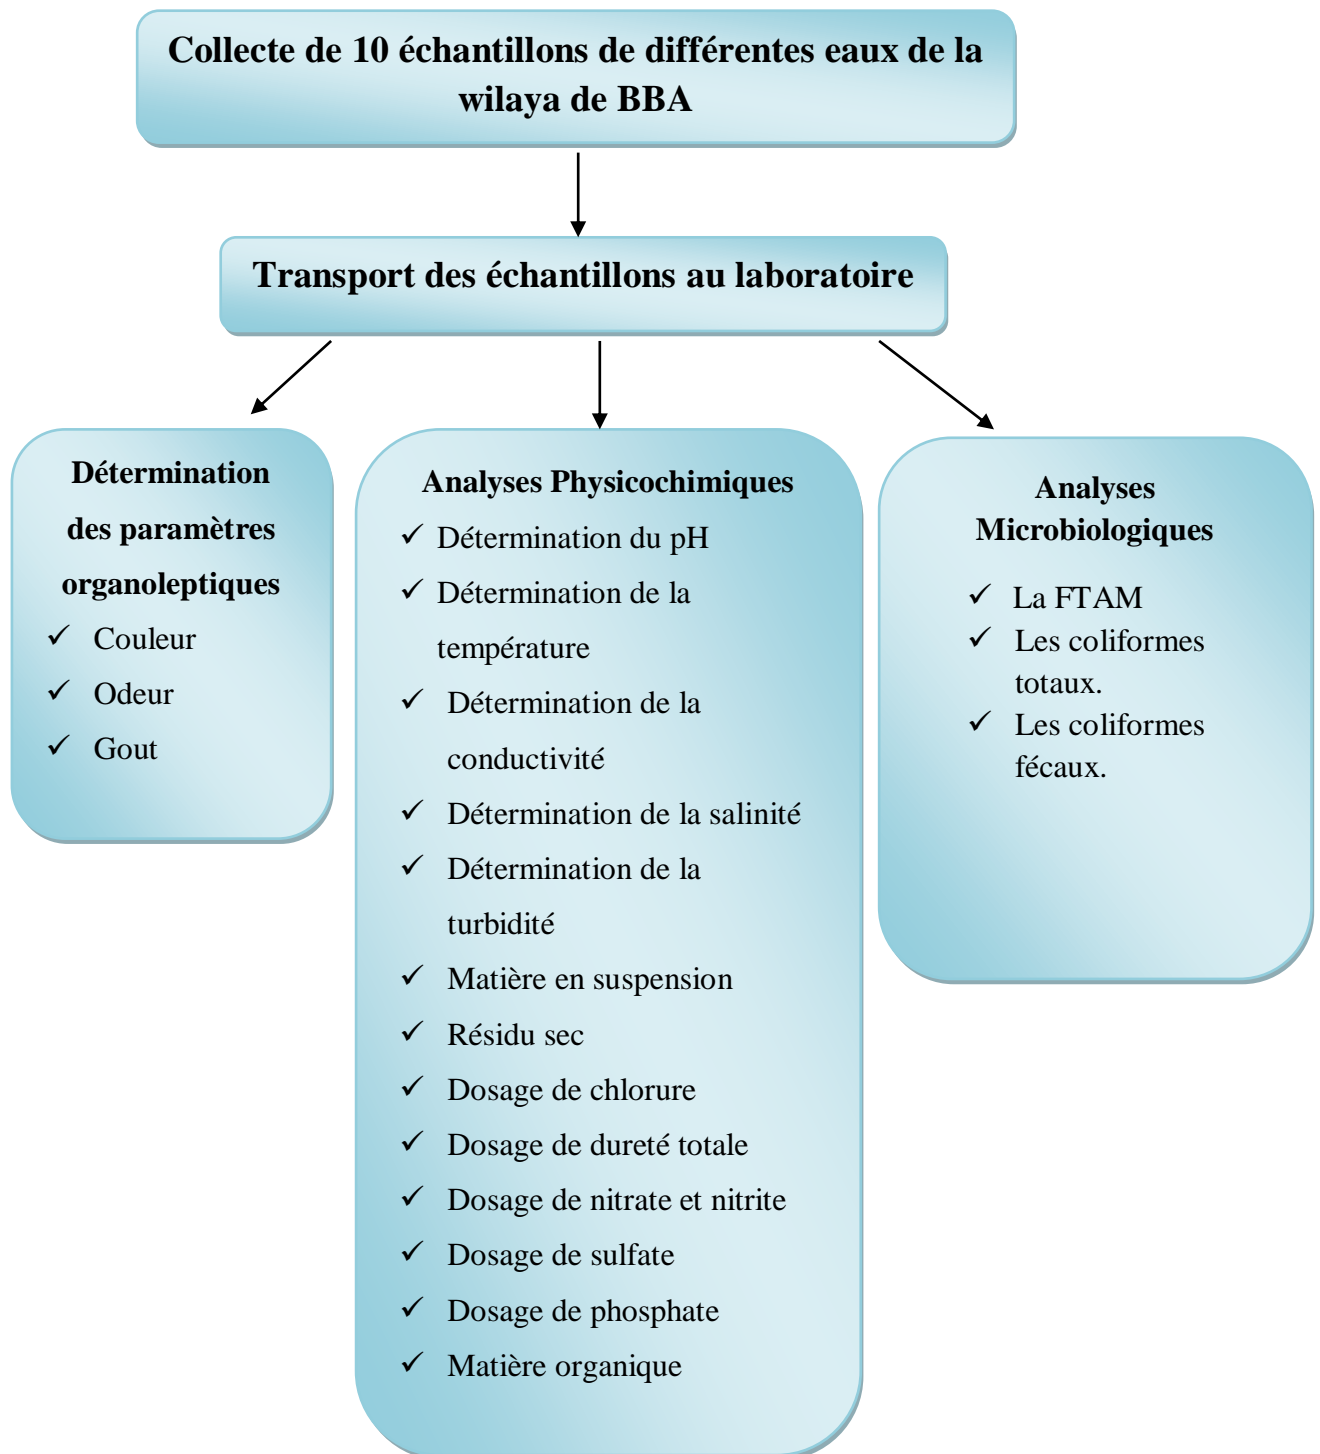 Collecte de 10 échantillons de différentes eaux de la
wilaya de BBA
Transport des échantillons au laboratoire
Détermination
des paramètres
organoleptiques
✓ Couleur
✓ Odeur
✓ Gout
Analyses Physicochimiques
✓ Détermination du pH
✓ Détermination de la
température
✓ Détermination de la
conductivité
✓ Détermination de la salinité
✓ Détermination de la
turbidité
✓ Matière en suspension
✓ Résidu sec
✓ Dosage de chlorure
✓ Dosage de dureté totale
✓ Dosage de nitrate et nitrite
✓ Dosage de sulfate
✓ Dosage de phosphate
✓ Matière organique
Analyses
Microbiologiques
✓ La FTAM
✓ Les coliformes
totaux.
✓ Les coliformes
fécaux.